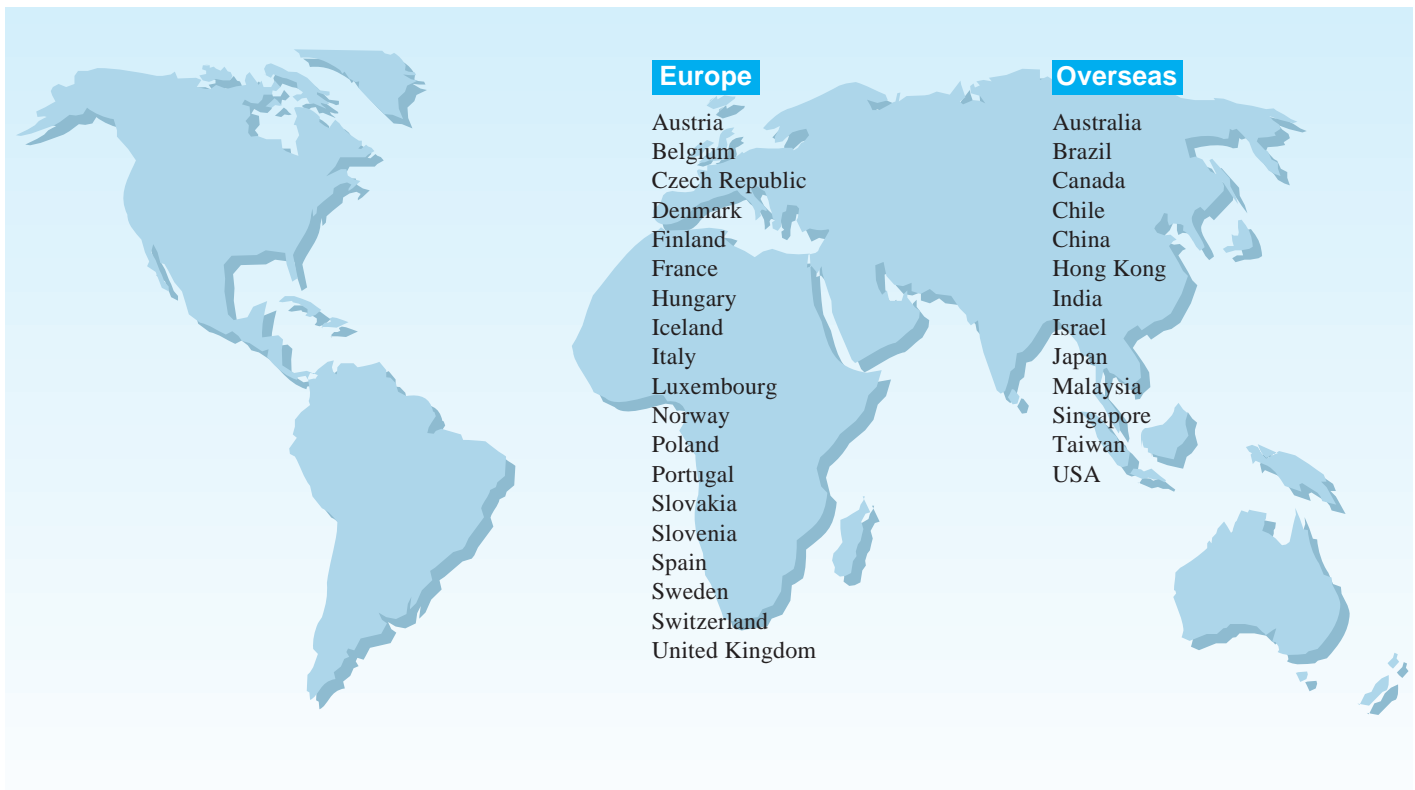 Europe
Austria
Belgium
Czech Republic
Denmark
Finland
France
Hungary
Iceland
Italy
Luxembourg
Norway
Poland
Portugal
Slovakia
Slovenia
Spain
Sweden
Switzerland
United Kingdom
Overseas
Australia
Brazil
Canada
Chile
China
Hong Kong
India
Israel
Japan
Malaysia
Singapore
Taiwan
USA